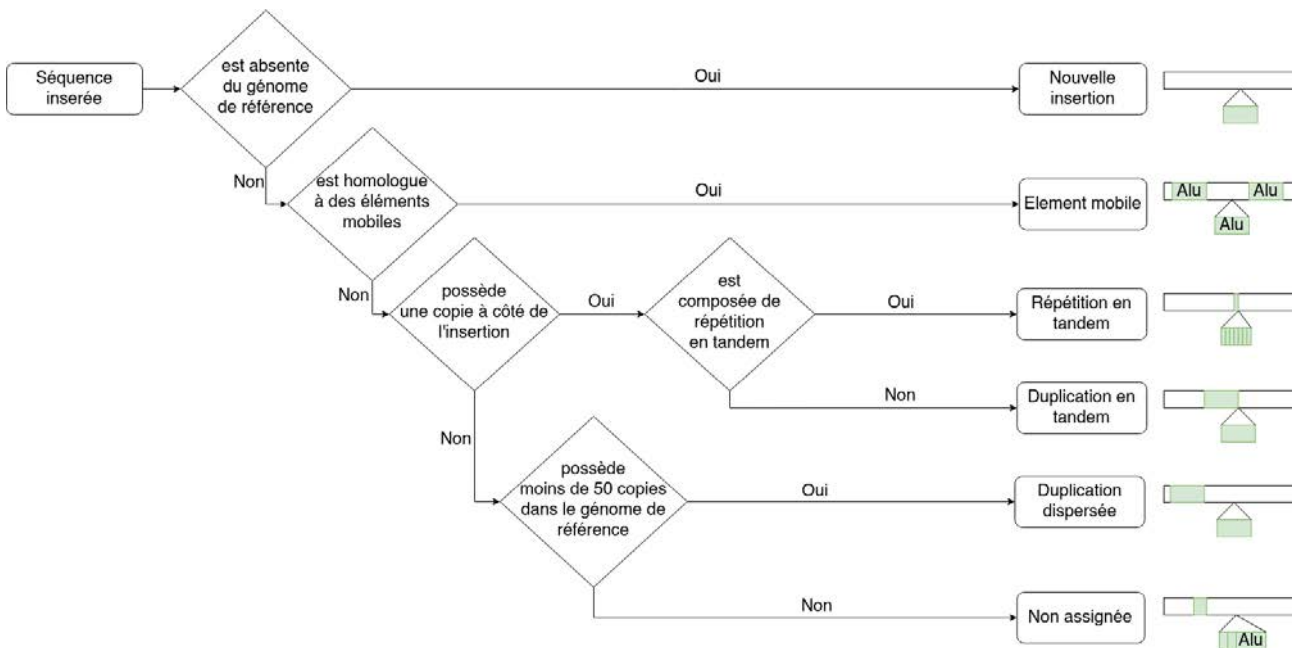 Séquence
inserée
est absente
du génome
de référence
Oui
Nouvelle
insertion
Non
est homologue
à des éléments
mobiles
Oui
Element mobile
Alu
Alu
Alu
Non
possède
une copie à côté de
l'insertion
Oui
est
composée de
répétition
en tandem
Oui
Répétition en
tandem
Non
Duplication en
tandem
Non
possède
moins de 50 copies
dans le génome de
référence
Oui
Duplication
dispersée
Non
Non assignée
Alu